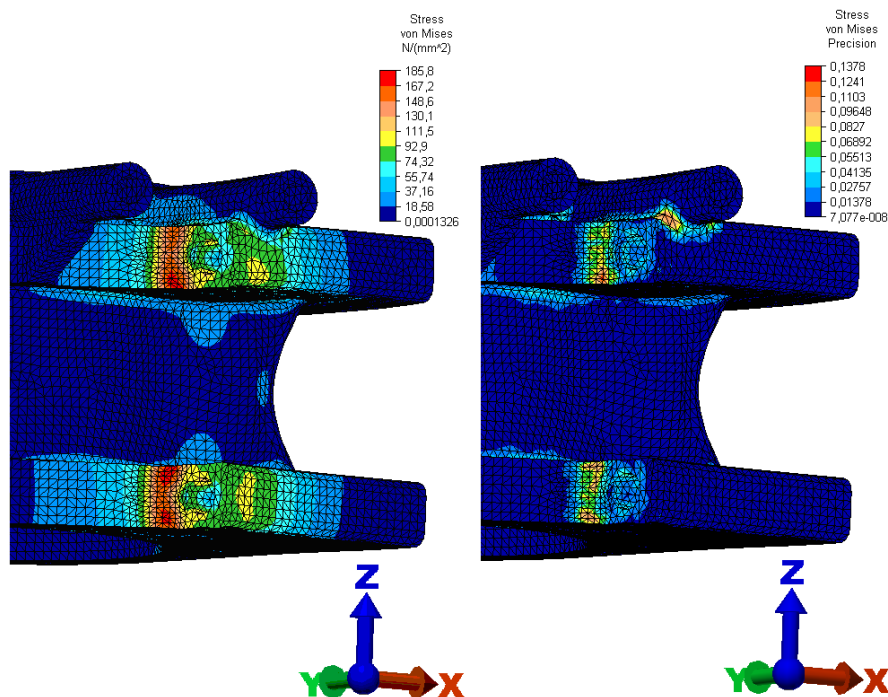 Stress
von Mises
N/(mm^2)
185,8
167,2
148,6
130,1
111,5
92,9
74,32
55,74
37,16
18,58
0,0001326
Z
Y
X
Stress
von Mises
Precision
0,1378
0,1241
0,1103
0,09648
0,0827
0,06892
0,05513
0,04135
0,02757
0,01378
7,077e-008
Z
Y
X